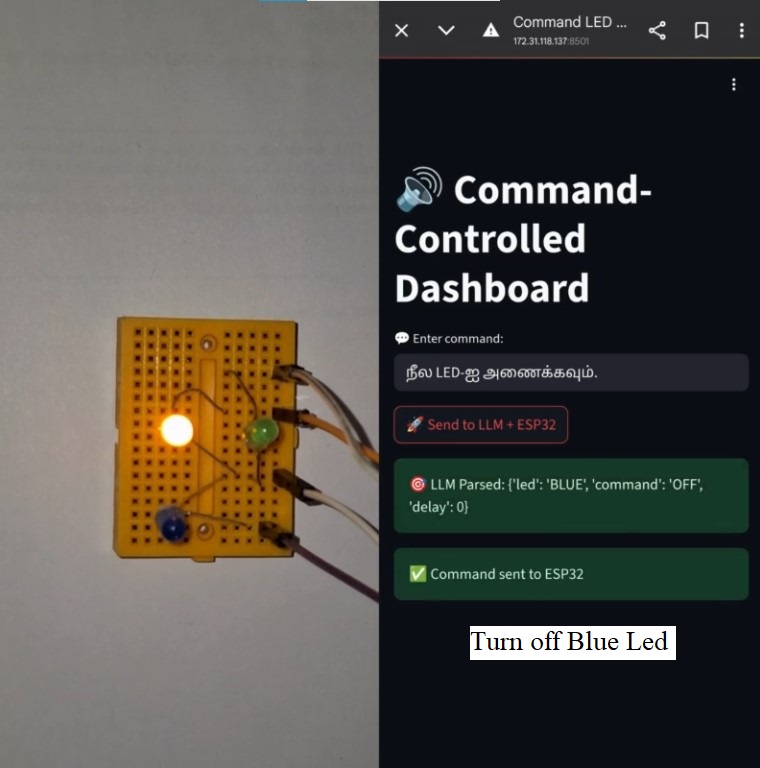 Command LED ...
172.31.118.137:8501
Command-
Controlled
Dashboard
Enter command:
நீல LED-ஐ அணைக்கவும்.
Send to LLM + ESP32
LLM Parsed: {'led': 'BLUE', 'command': 'OFF',
'delay': 0}
Command sent to ESP32
Turn off Blue Led